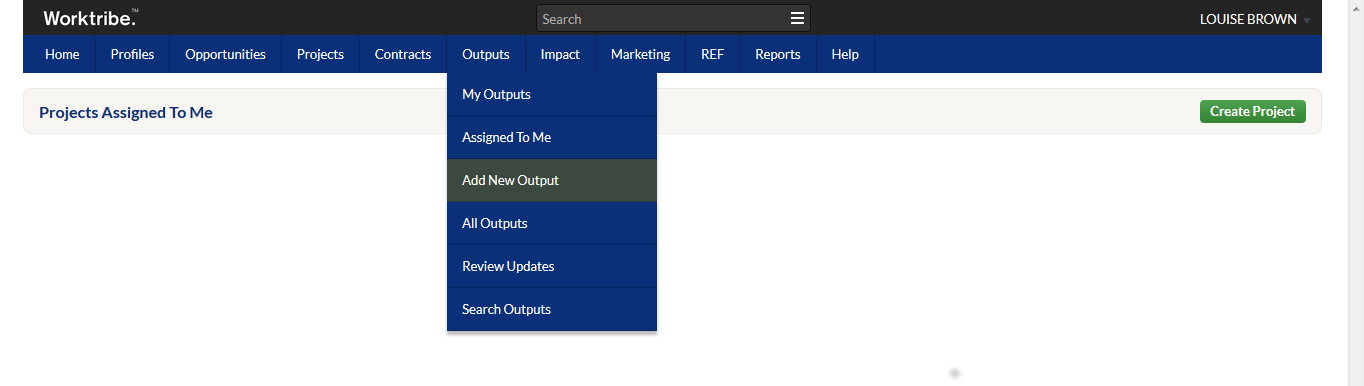 Worktribe.™
Search
LOUISE BROWN
Home Profiles Opportunities Projects Contracts Outputs Impact Marketing REF Reports Help
My Outputs
Projects Assigned To Me
Create Project
Assigned To Me
Add New Output
All Outputs
Review Updates
Search Outputs